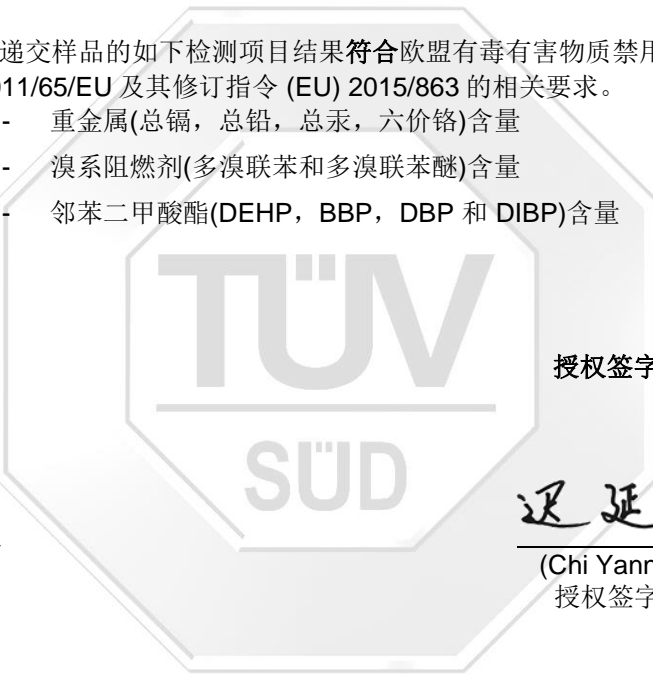 递交样品的如下检测项目结果符合欧盟有毒有害物质禁用
011/65/EU 及其修订指令 (EU) 2015/863 的相关要求。
- 重金属(总镉，总铅，总汞，六价铬)含量
- 溴系阻燃剂(多溴联苯和多溴联苯醚)含量
- 邻苯二甲酸酯(DEHP，BBP，DBP 和 DIBP)含量
TÜV
SÜD
授权签字
迟延
(Chi Yann
授权签字